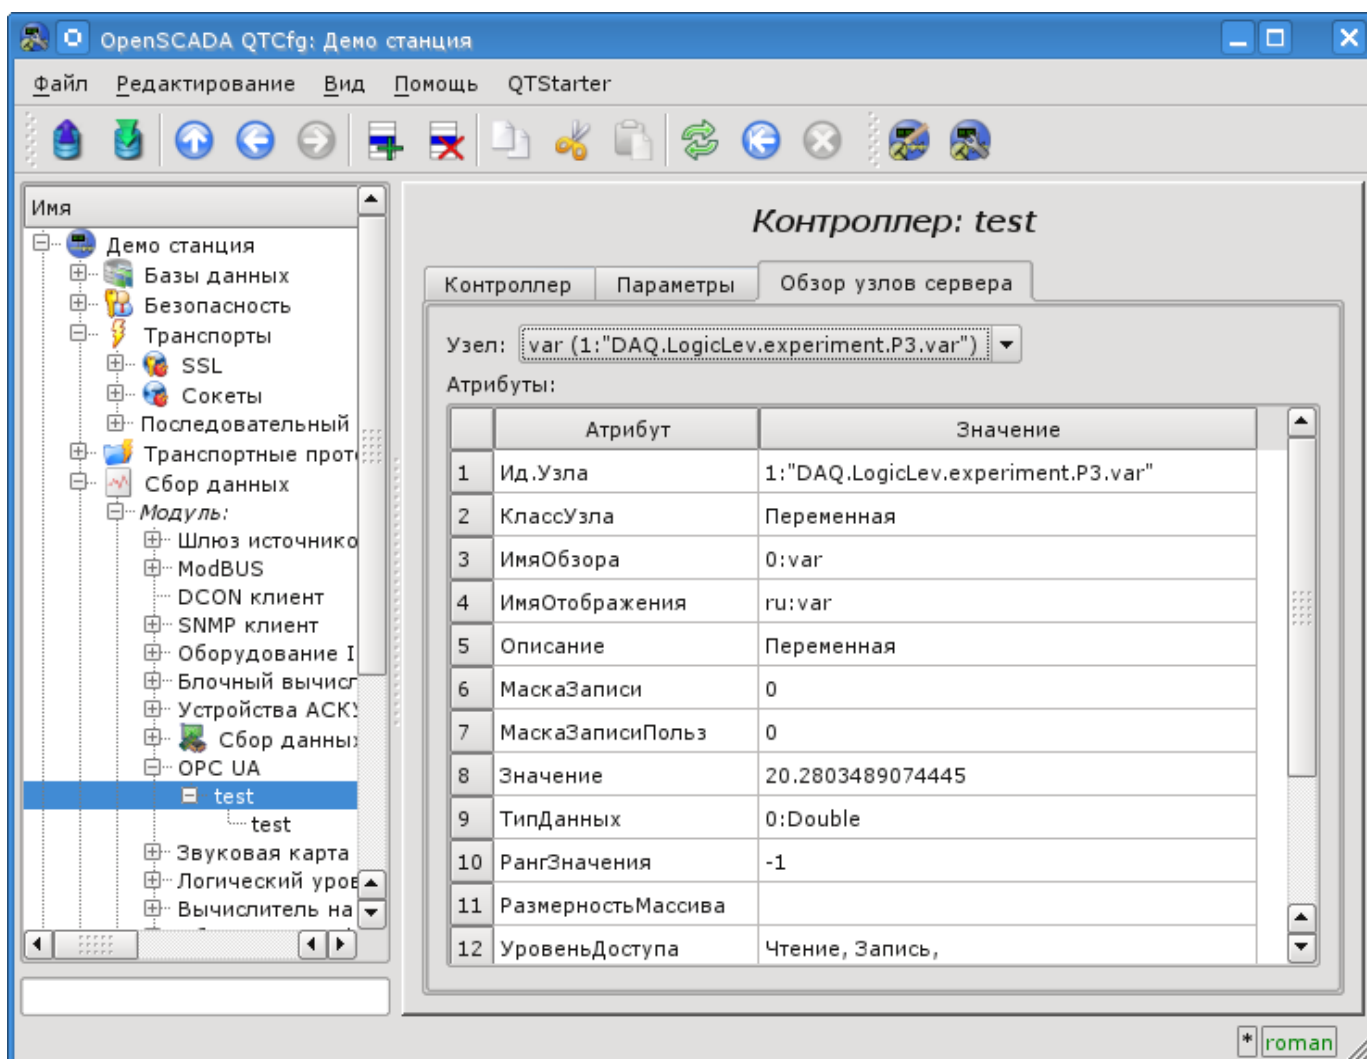 OpenSCADA QTCfg: Демо станция
Файл Редактирование Вид Помощь QTStarter
Имя
Демо станция
Базы данных
Безопасность
Транспорты
SSL
Сокеты
Последовательный
Транспортные прото
Сбор данных
Модуль:
Шлюз источнико
ModBUS
DCON клиент
SNMP клиент
Оборудование I
Блочный вычисл
Устройства АСКУ
Сбор данных
OPC UA
test
test
Звуковая карта
Логический уров
Вычислитель на
Контроллер: test
Контроллер Параметры Обзор узлов сервера
Узел: var (1:"DAQ.LogicLev.experiment.P3.var")
Атрибуты:
Атрибут Значение
1 Ид.Узла 1:"DAQ.LogicLev.experiment.P3.var"
2 КлассУзла Переменная
3 ИмяОбзора 0:var
4 ИмяОтображения ru:var
5 Описание Переменная
6 МаскаЗаписи 0
7 МаскаЗаписиПольз 0
8 Значение 20.2803489074445
9 ТипДанных 0:Double
10 РангЗначения -1
11 РазмерностьМассива
12 УровеньДоступа Чтение, Запись,
* roman